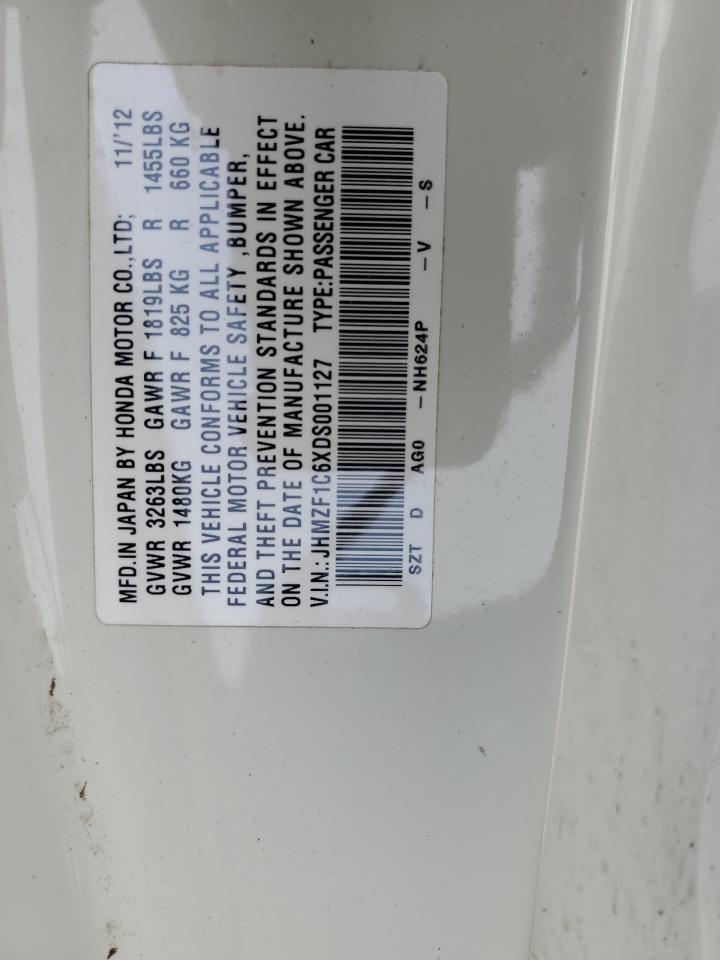 MFD.IN JAPAN BY HONDA MOTOR CO.,LTD; 11/'12
GVWR 3263LBS GAWR F 1819LBS R 1455LBS
GVWR 1480KG GAWR F 825 KG R 660 KG
THIS VEHICLE CONFORMS TO ALL APPLICABLE
FEDERAL MOTOR VEHICLE SAFETY ,BUMPER,
AND THEFT PREVENTION STANDARDS IN EFFECT
ON THE DATE OF MANUFACTURE SHOWN ABOVE.
V.I.N.:JHMZF1C6XDS001127 TYPE:PASSENGER CAR
SZT D AG0 -NH624P -V -S